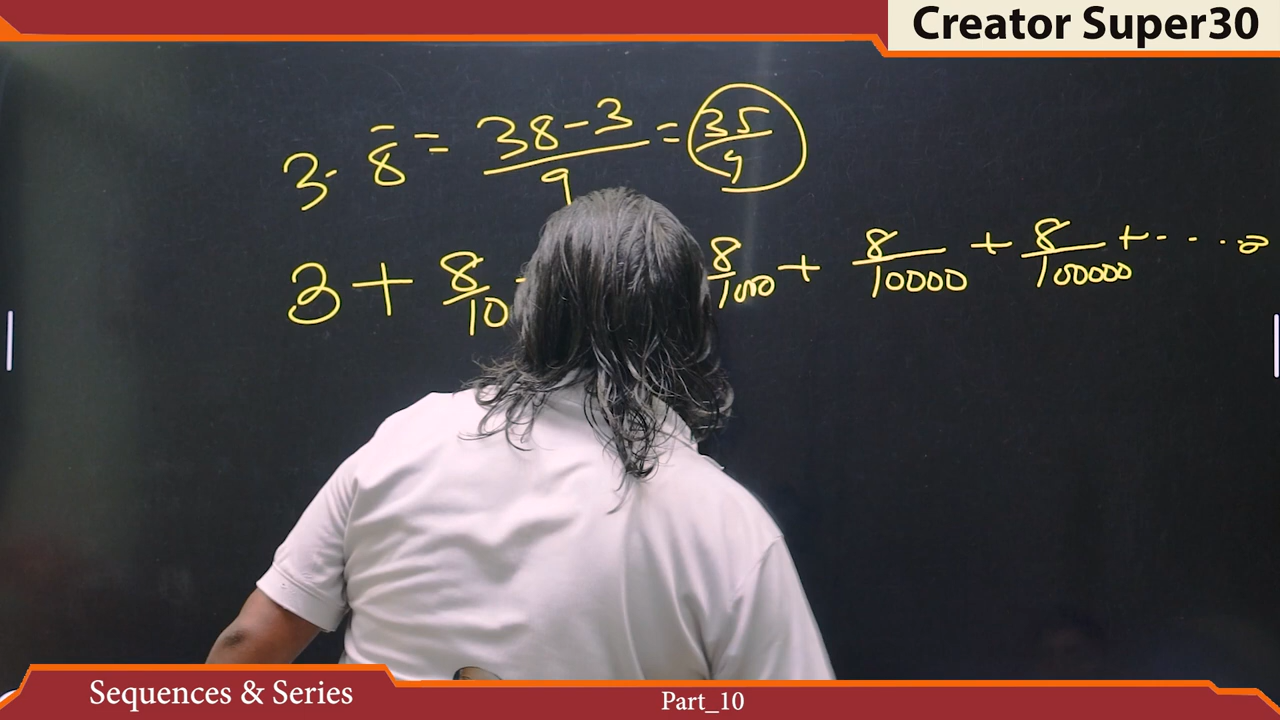 Creator Super30
3. 8̄ = 38-3/9 = 35/9
3 + 8/10 8/1000 + 8/10000 + 8/100000 + .... ∞
Sequences & Series
Part_10